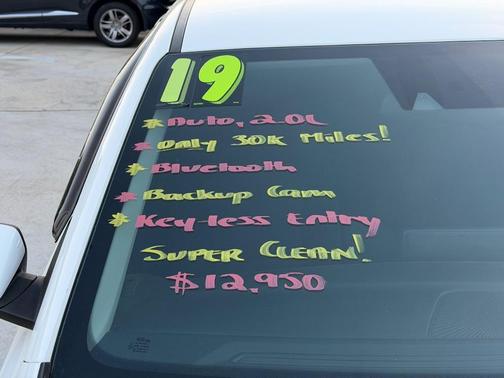 19
* Auto, 2.0L
* Only 30K Miles!
* Bluetooth
* Backup Cam
* Key-less Entry
Super Clean!
$12,950